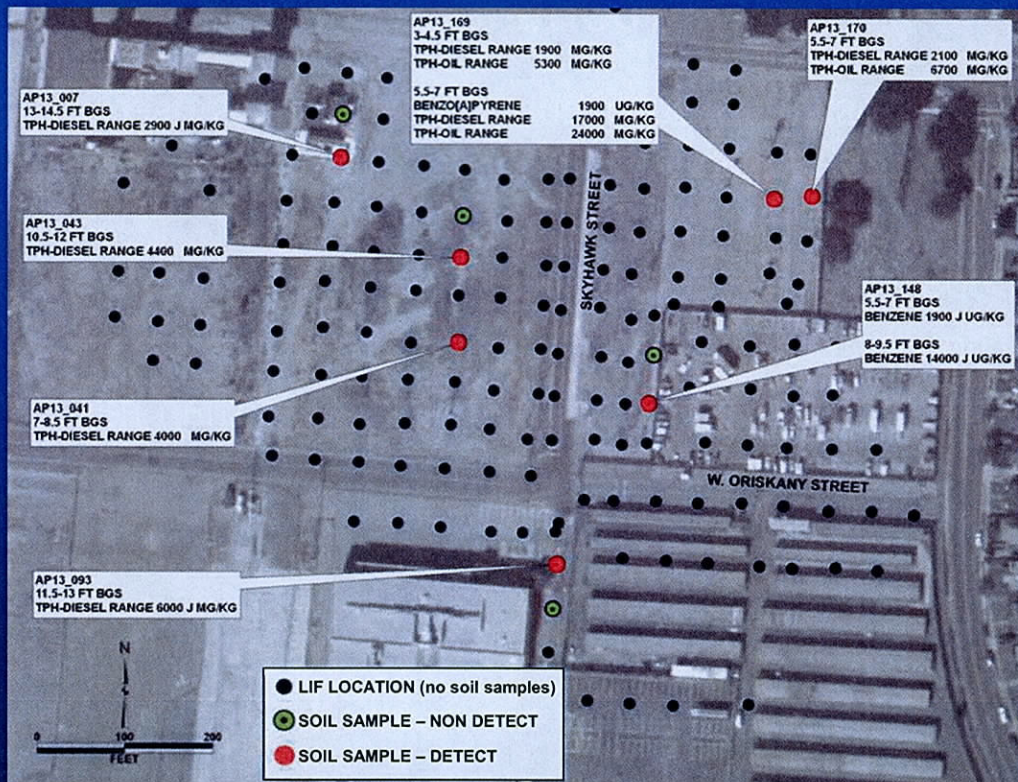 AP13_169
3-4.5 FT BGS
TPH-DIESEL RANGE 1900 MG/KG
TPH-OIL RANGE 5300 MG/KG
5.5-7 FT BGS
BENZO[A]PYRENE 1900 UG/KG
TPH-DIESEL RANGE 17000 MG/KG
TPH-OIL RANGE 24000 MG/KG
AP13_170
5.5-7 FT BGS
TPH-DIESEL RANGE 2100 MG/KG
TPH-OIL RANGE 6700 MG/KG
AP13_007
13-14.5 FT BGS
TPH-DIESEL RANGE 2900 J MG/KG
AP13_043
10.5-12 FT BGS
TPH-DIESEL RANGE 4400 MG/KG
SKYHAWK STREET
AP13_148
5.5-7 FT BGS
BENZENE 1900 J UG/KG
8-9.5 FT BGS
BENZENE 14000 J UG/KG
AP13_041
7-8.5 FT BGS
TPH-DIESEL RANGE 4000 MG/KG
W. ORISKANY STREET
AP13_093
11.5-13 FT BGS
TPH-DIESEL RANGE 6000 J MG/KG
N
0 100 200
FEET
LIF LOCATION (no soil samples)
SOIL SAMPLE – NON DETECT
SOIL SAMPLE – DETECT